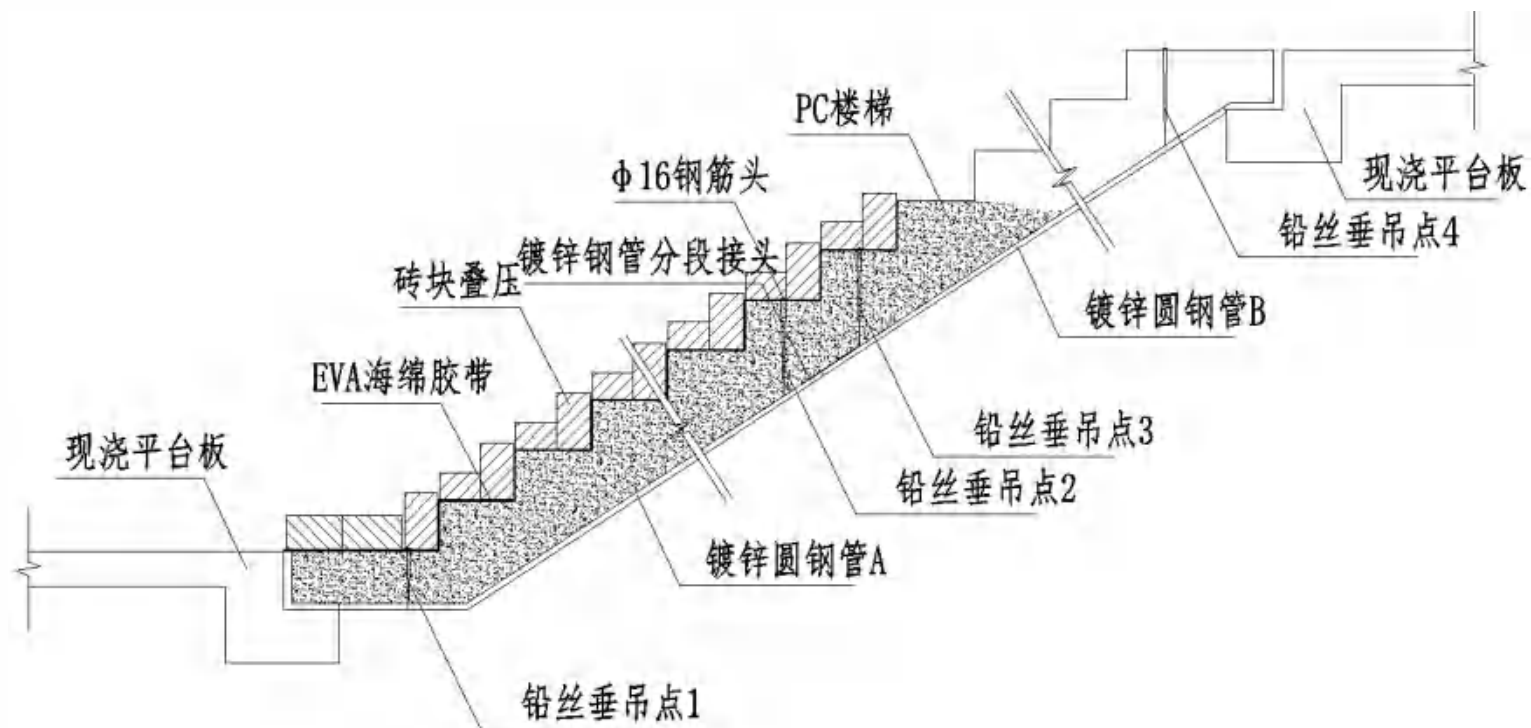 PC楼梯
ф16钢筋头
现浇平台板
铅丝垂吊点4
镀锌钢管分段接头
砖块叠压
镀锌圆钢管B
EVA海绵胶带
铅丝垂吊点3
现浇平台板
铅丝垂吊点2
镀锌圆钢管A
铅丝垂吊点1